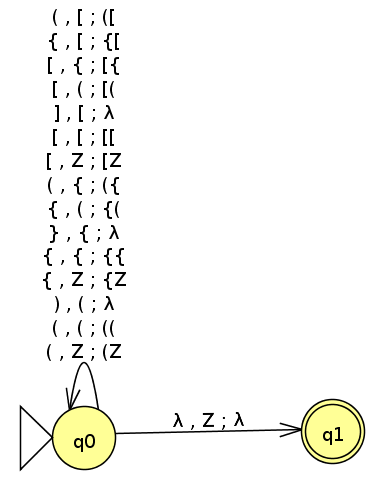 ( , [ ; ([
{ , [ ; {[
[ , { ; [{
[ , ( ; [(
] , [ ; λ
[ , [ ; [[
[ , Z ; [Z
( , { ; ({
{ , ( ; {(
} , { ; λ
{ , { ; {{
{ , Z ; {Z
) , ( ; λ
( , ( ; ((
( , Z ; (Z
λ , Z ; λ
q0
q1